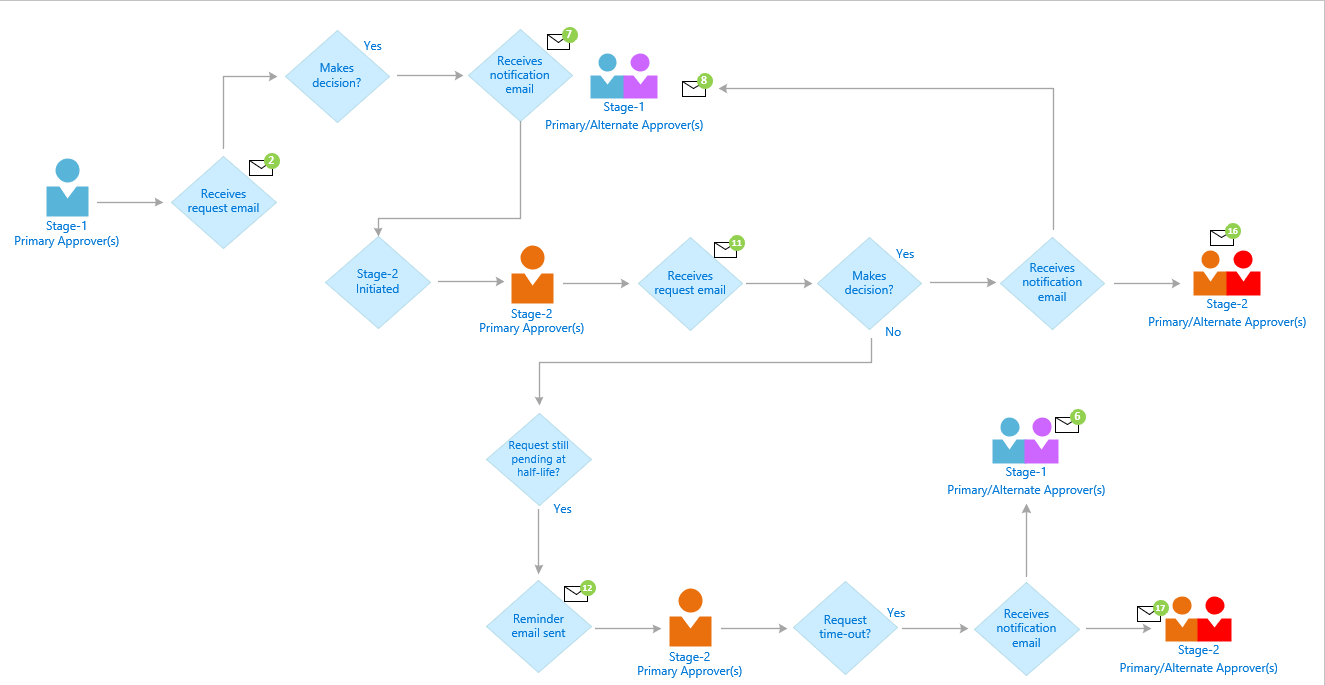 Yes
7
Makes
decision?
Receives
notification
email
8
Stage-1
Primary/Alternate Approver(s)
2
Receives
request email
Stage-1
Primary Approver(s)
Stage-2
Initiated
Stage-2
Primary Approver(s)
11
Receives
request email
Yes
Makes
decision?
No
Receives
notification
email
16
Stage-2
Primary/Alternate Approver(s)
Request still
pending at
half-life?
Yes
6
Stage-1
Primary/Alternate Approver(s)
12
Reminder
email sent
Stage-2
Primary Approver(s)
Request
time-out?
Yes
Receives
notification
email
17
Stage-2
Primary/Alternate Approver(s)